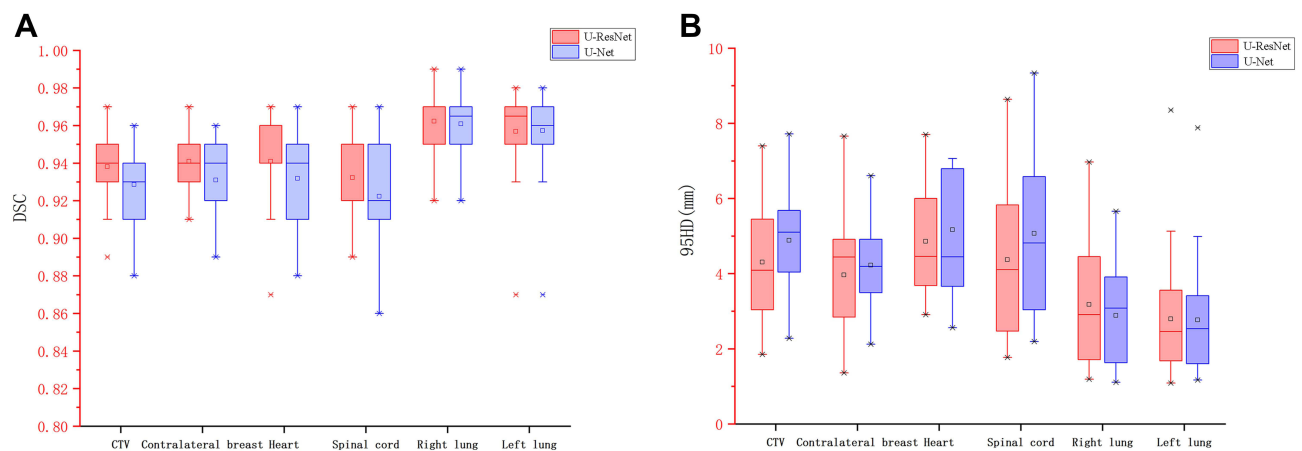 A
U-ResNet
U-Net
1.00
0.98
0.96
0.94
0.92
0.90
0.88
0.86
0.84
0.82
0.80
DSC
CTV Contralateral breast Heart Spinal cord Right lung Left lung
B
U-ResNet
U-Net
10
8
6
4
2
0
95HD(mm)
CTV Contralateral breast Heart Spinal cord Right lung Left lung